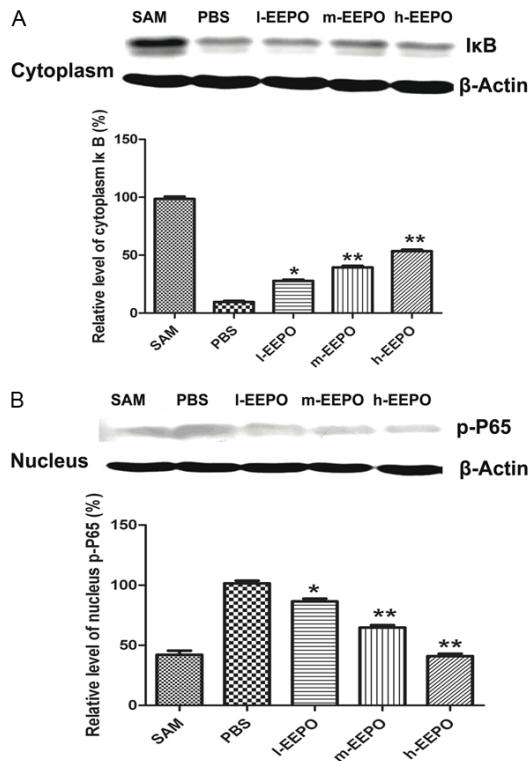 A
SAM PBS l-EEPO m-EEPO h-EEPO
IκB
Cytoplasm
β-Actin
Relative level of cytoplasm Iκ B (%)
150
100
50
0
* ** **
SAM PBS l-EEPO m-EEPO h-EEPO
B
SAM PBS l-EEPO m-EEPO h-EEPO
p-P65
Nucleus
β-Actin
Relative level of nucleus p-P65 (%)
150
100
50
0
* ** **
SAM PBS l-EEPO m-EEPO h-EEPO